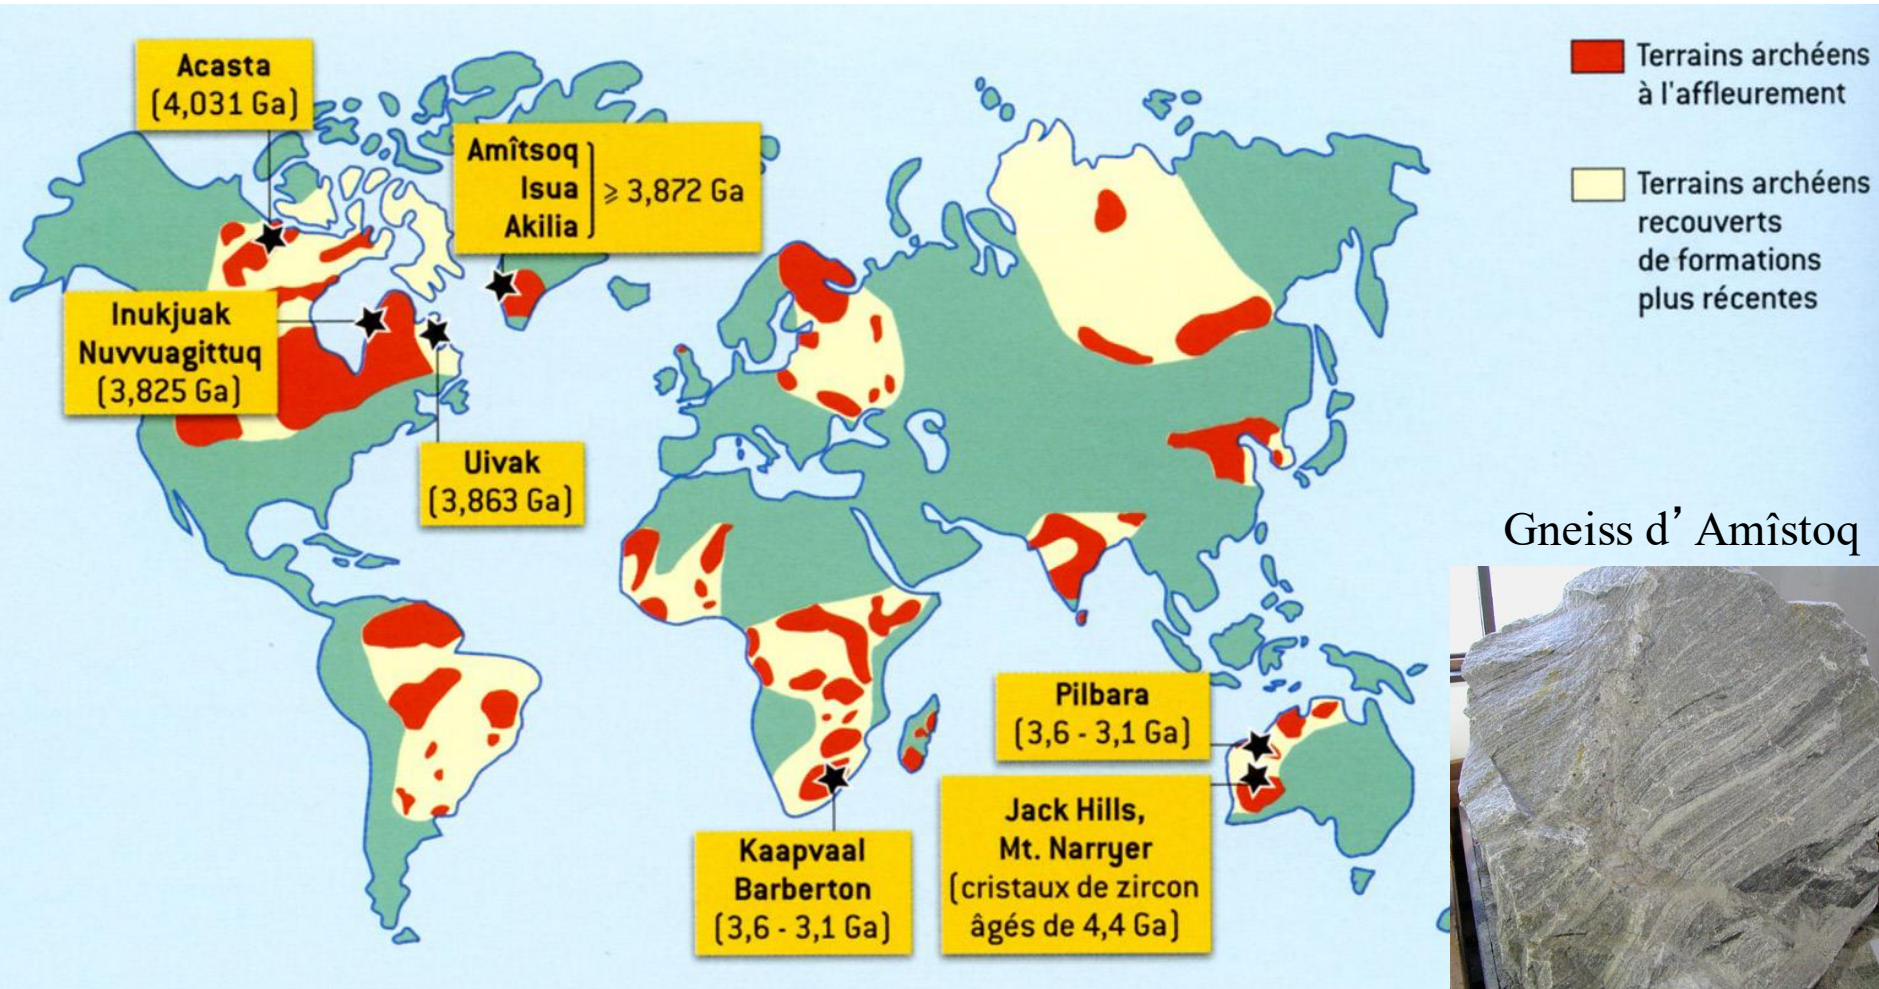 Acasta
(4,031 Ga)
Amîtsoq
Isua
Akilia
⩾ 3,872 Ga
Inukjuak
Nuvvuagittuq
(3,825 Ga)
Uivak
(3,863 Ga)
Kaapvaal
Barberton
(3,6 - 3,1 Ga)
Pilbara
(3,6 - 3,1 Ga)
Jack Hills,
Mt. Narryer
(cristaux de zircon
âgés de 4,4 Ga)
Terrains archéens
à l'affleurement
Terrains archéens
recouverts
de formations
plus récentes
Gneiss d’ Amîstoq